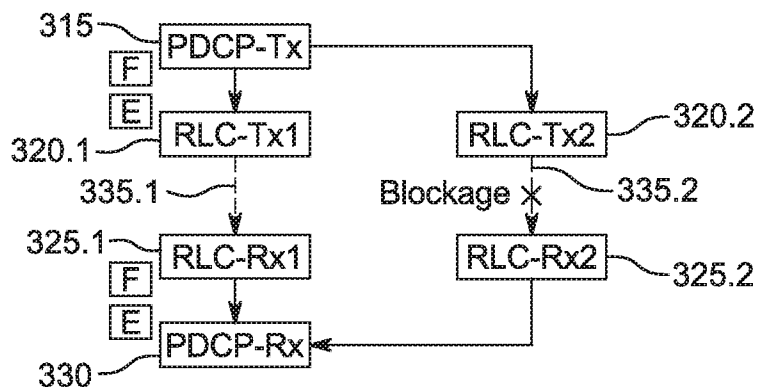 315
PDCP-Tx
F
E
RLC-Tx1
RLC-Tx2
320.1
320.2
335.1
Blockage
335.2
325.1
RLC-Rx1
RLC-Rx2
325.2
F
E
PDCP-Rx
330